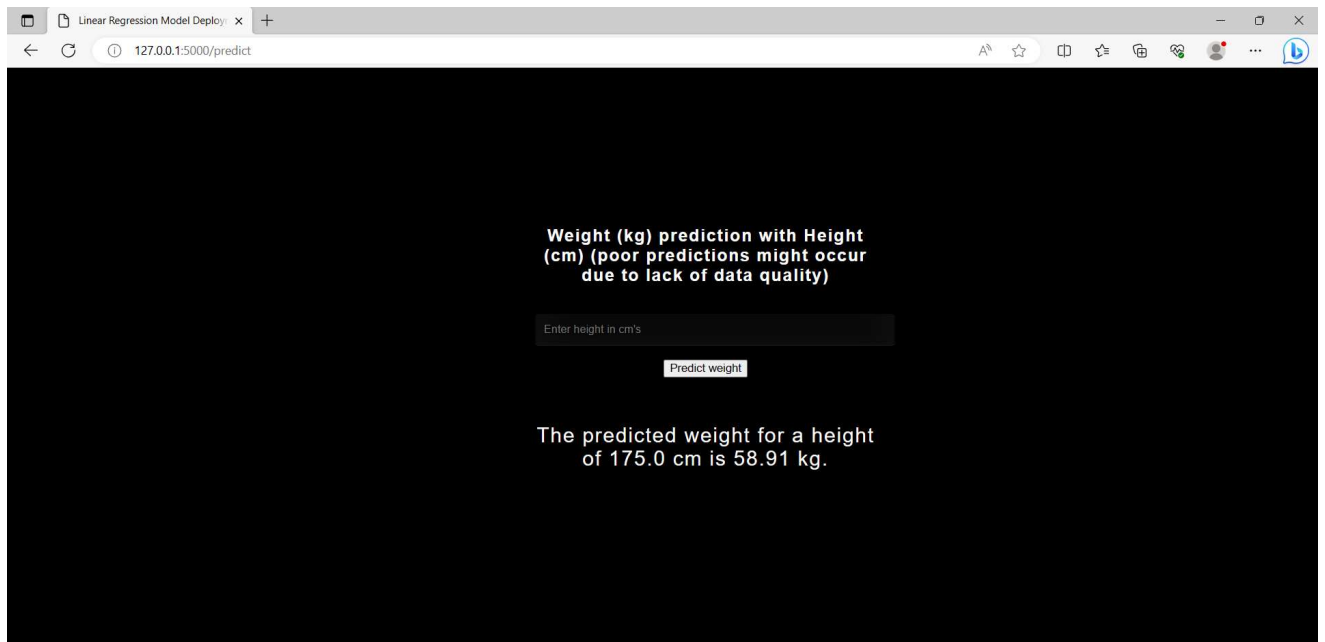 Linear Regression Model Deploy
127.0.0.1:5000/predict
Weight (kg) prediction with Height
(cm) (poor predictions might occur
due to lack of data quality)
Enter height in cm's
Predict weight
The predicted weight for a height
of 175.0 cm is 58.91 kg.